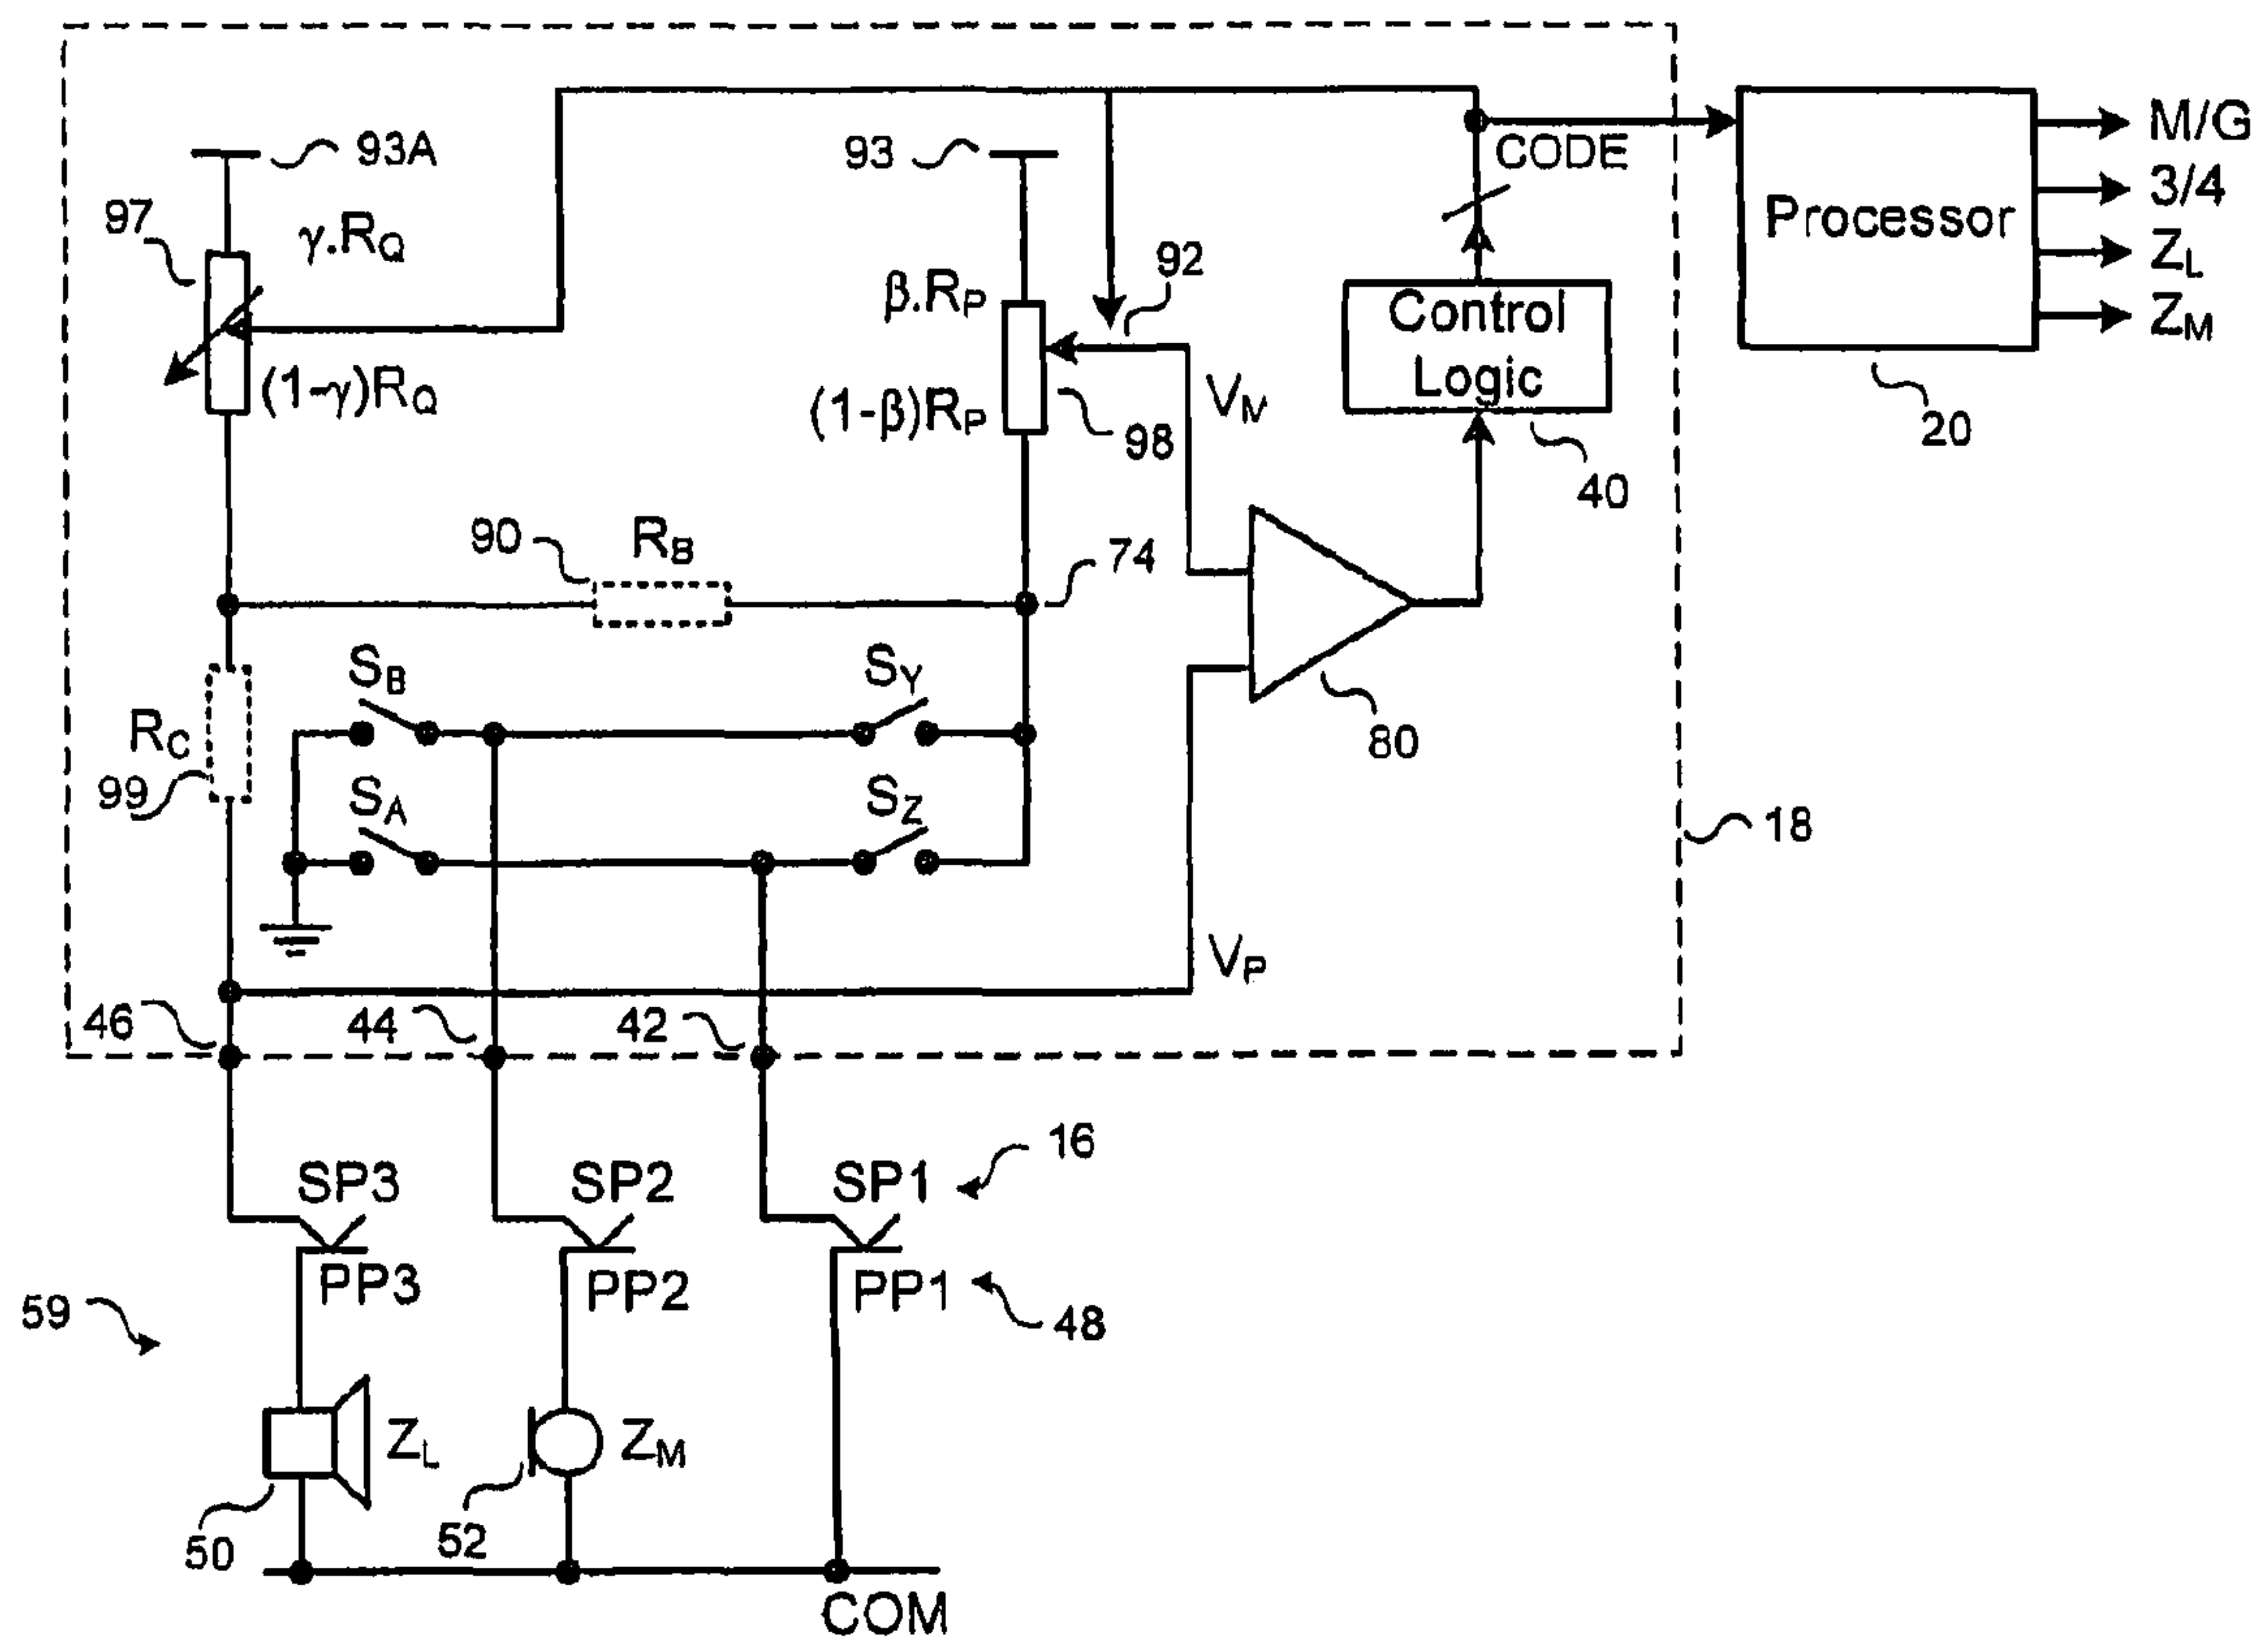 93A
93
CODE
Processor
M/G
3/4
Z_L
Z_M
20
97
γ.R_Q
(1-γ)R_Q
β.R_P
(1-β)R_P
92
98
V_M
Control
Logic
40
90
R_B
74
R_C
99
S_B
S_Y
S_A
S_Z
80
18
V_P
46
44
42
16
SP3
SP2
SP1
PP3
PP2
PP1
48
59
Z_L
Z_M
50
52
COM